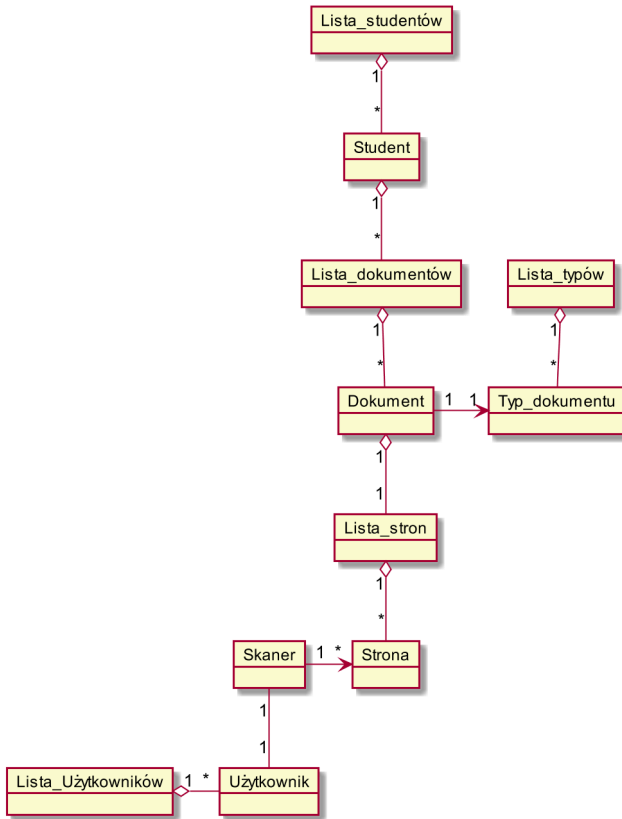 Lista_studentów
1
*
Student
1
*
Lista_dokumentów
Lista_typów
1
1
*
*
Dokument
1
1
Typ_dokumentu
1
1
Lista_stron
1
*
Skaner
1
*
Strona
1
1
Lista_Użytkowników
1
*
Użytkownik